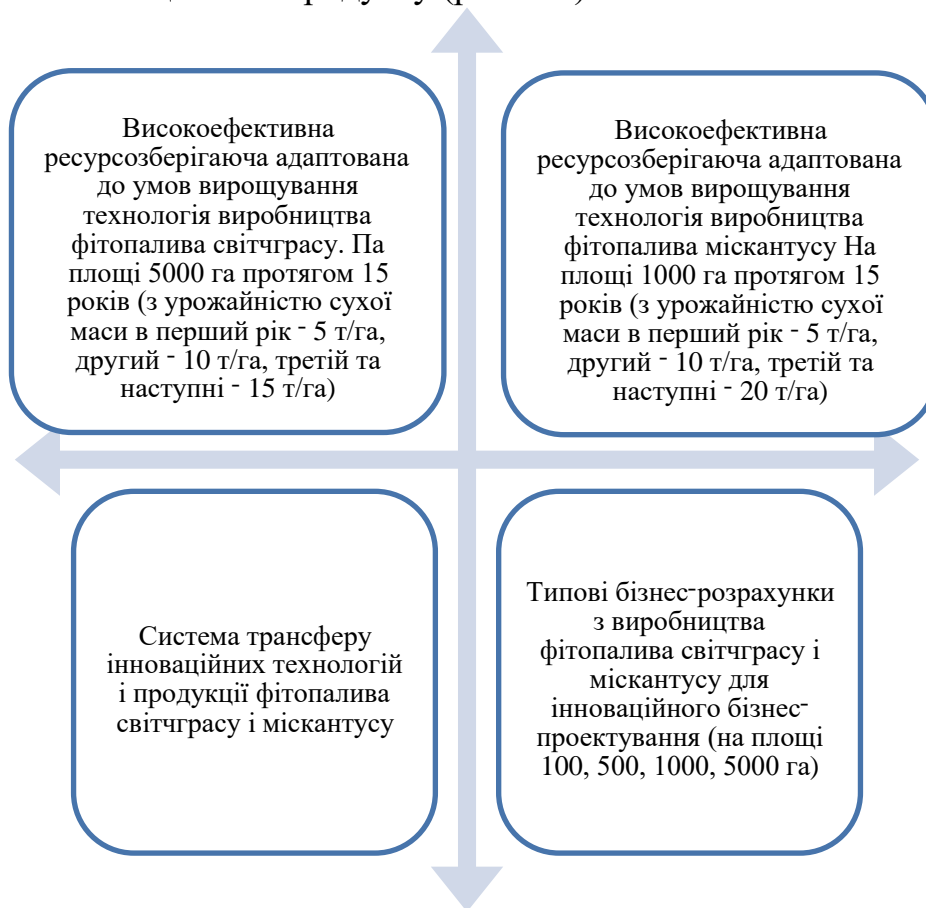 Високоефективна
ресурсозберігаюча адаптована
до умов вирощування
технологія виробництва
фітопалива світчграсу. Па
площі 5000 га протягом 15
років (з урожайністю сухої
маси в перший рік - 5 т/га,
другий - 10 т/га, третій та
наступні - 15 т/га)
Високоефективна
ресурсозберігаюча адаптована
до умов вирощування
технологія виробництва
фітопалива міскантусу На
площі 1000 га протягом 15
років (з урожайністю сухої
маси в перший рік - 5 т/га,
другий - 10 т/га, третій та
наступні - 20 т/га)
Система трансферу
інноваційних технологій
і продукції фітопалива
світчграсу і міскантусу
Типові бізнес-розрахунки
з виробництва
фітопалива світчграсу і
міскантусу для
інноваційного бізнес-
проектування (на площі
100, 500, 1000, 5000 га)